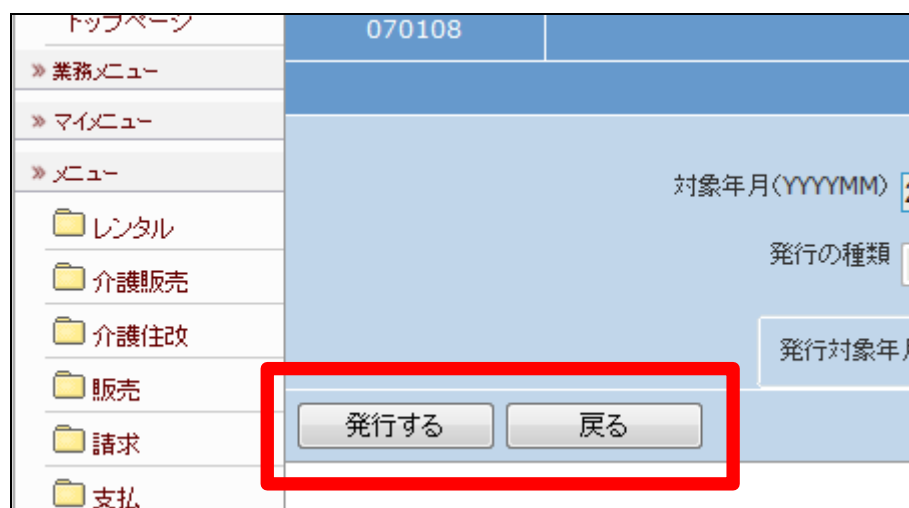 トップページ
業務メニュー
マイメニュー
メニュー
レンタル
介護販売
介護住改
販売
請求
支払
070108
対象年月(YYYYMM)
発行の種類
発行対象年月
発行する
戻る